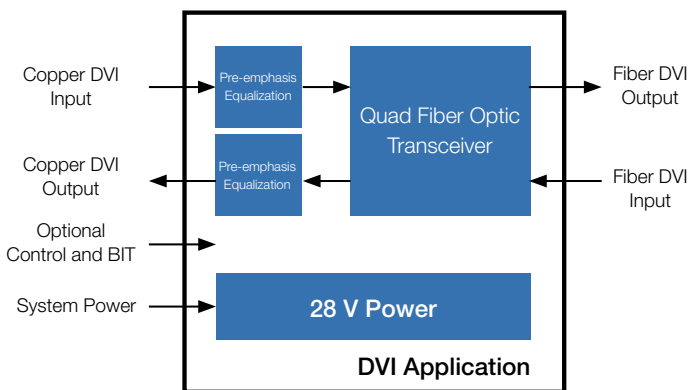 Copper DVI
Input
Pre-emphasis
Equalization
Quad Fiber Optic
Transceiver
Fiber DVI
Output
Copper DVI
Output
Pre-emphasis
Equalization
Fiber DVI
Input
Optional
Control and BIT
System Power
28 V Power
DVI Application